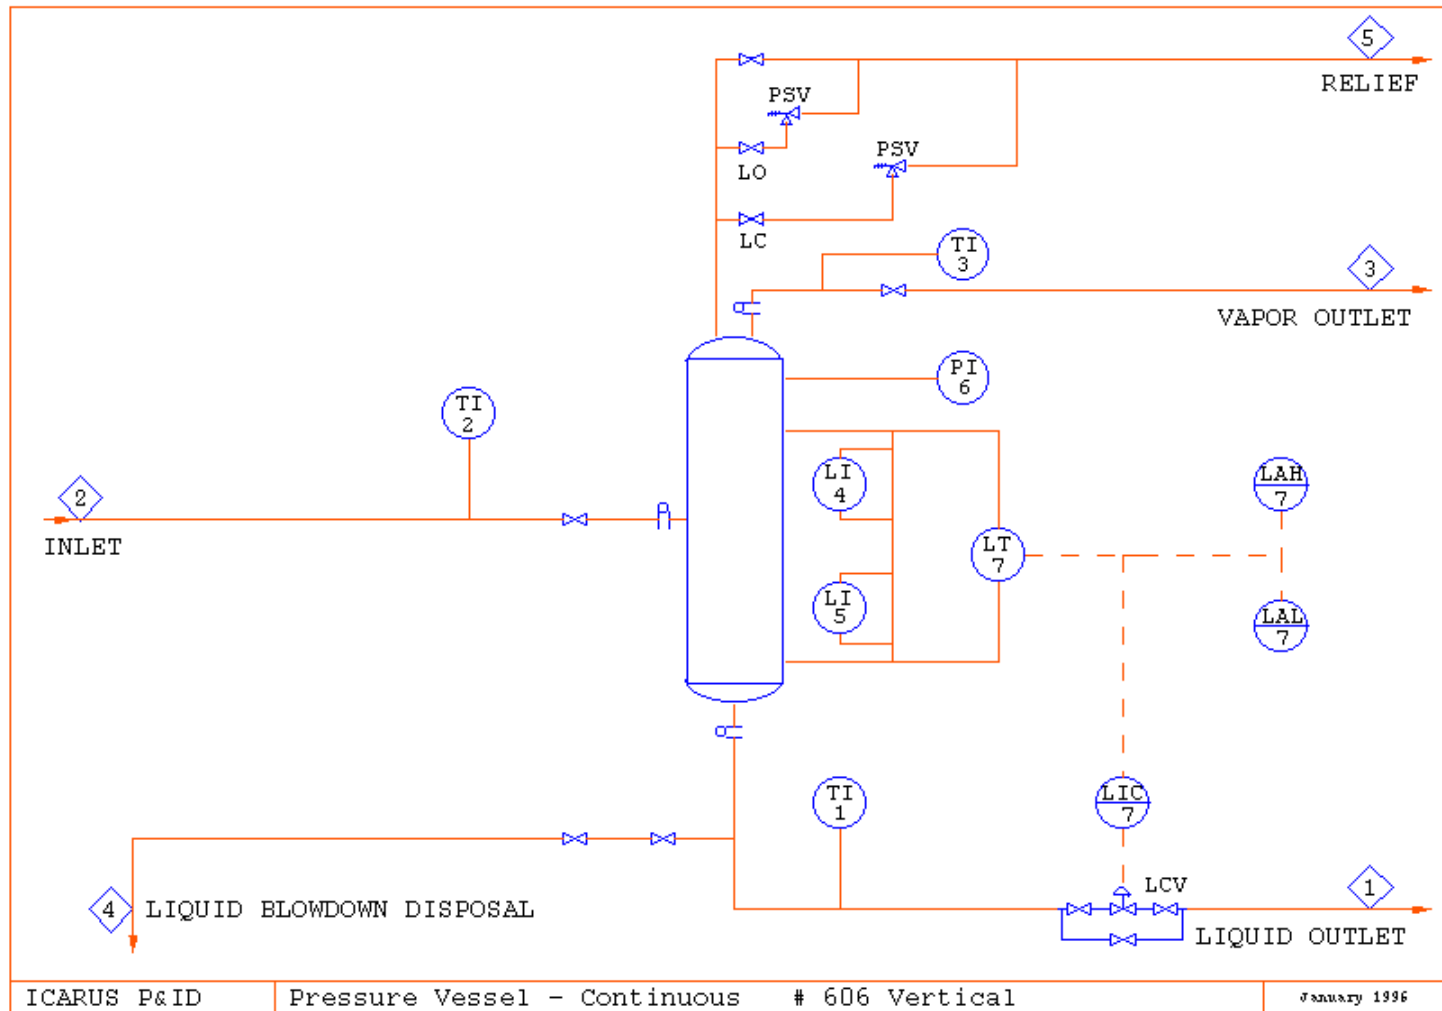 5
RELIEF
PSV
PSV
LO
LC
TI
3
3
VAPOR OUTLET
PI
6
TI
2
2
INLET
LI
4
LAH
7
LT
7
LI
5
LAL
7
TI
1
LIC
7
LCV
1
4
LIQUID BLOWDOWN DISPOSAL
LIQUID OUTLET
ICARUS P&ID
Pressure Vessel - Continuous # 606 Vertical
January 1996